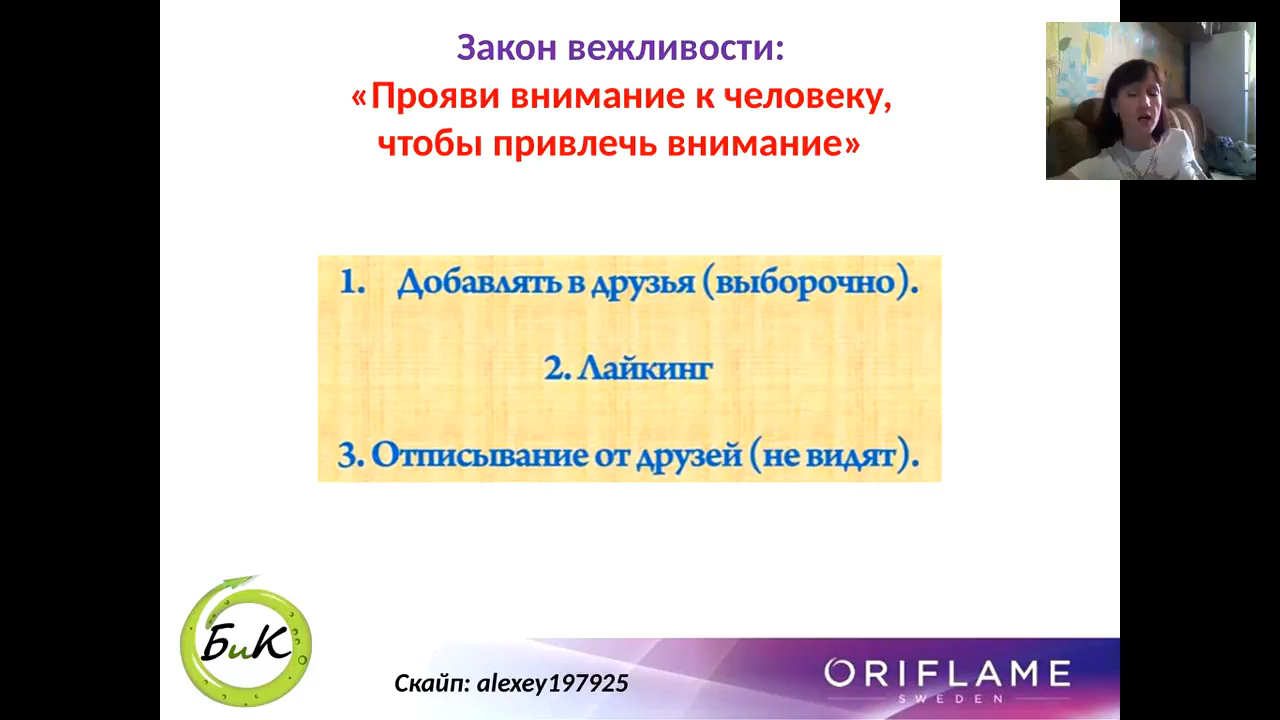 Закон вежливости:
«Прояви внимание к человеку,
чтобы привлечь внимание»
1. Добавлять в друзья (выборочно).
2. Лайкинг
3. Отписывание от друзей (не видят).
БиК
Скайп: alexey197925
ORIFLAME
SWEDEN